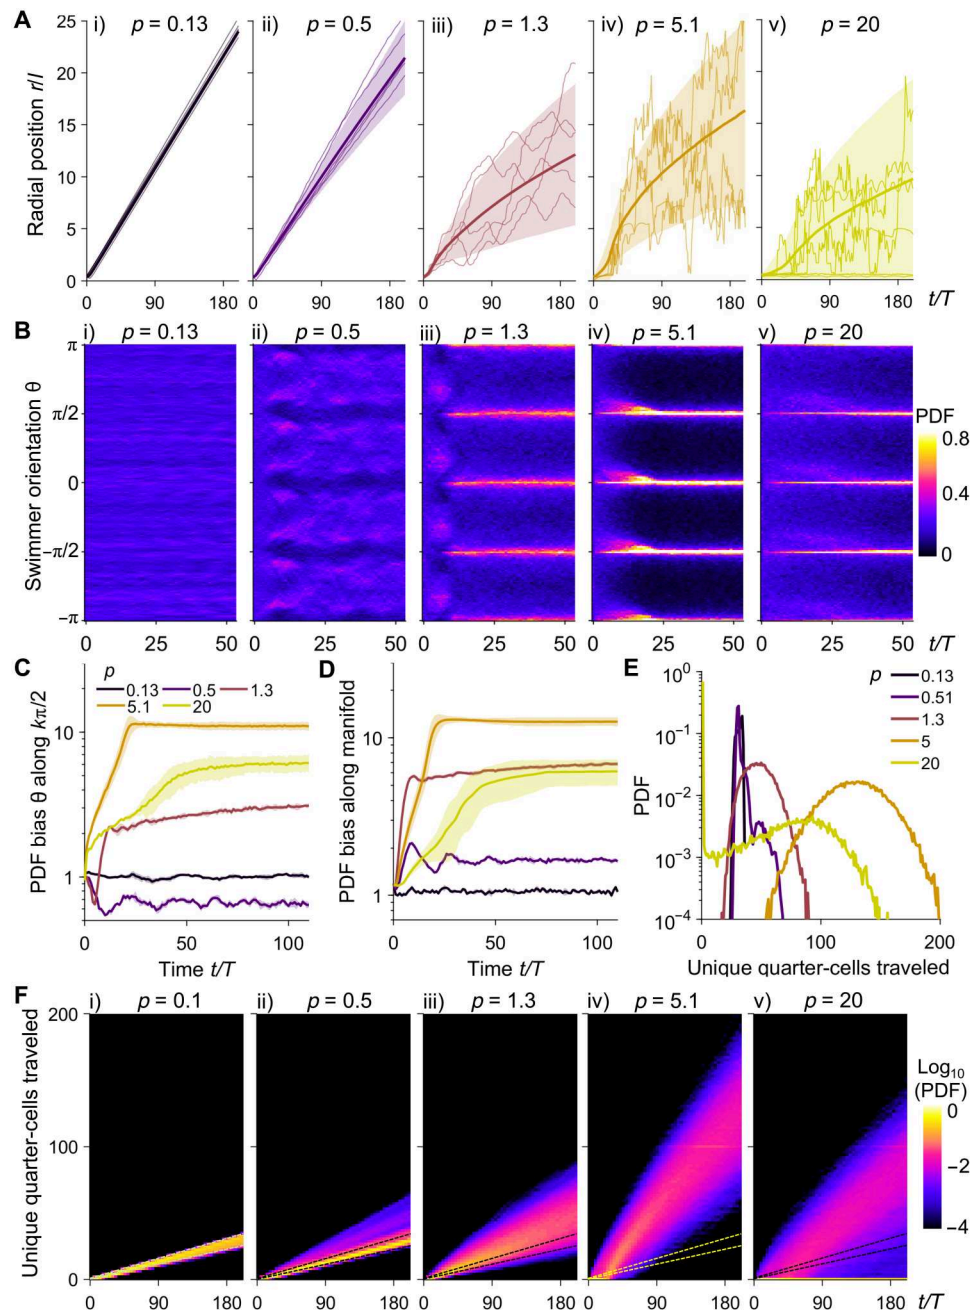 A
i) p = 0.13
ii) p = 0.5
iii) p = 1.3
iv) p = 5.1
v) p = 20
Radial position r/l
25
20
15
10
5
0
0 90 180
0 90 180
0 90 180
0 90 180
0 90 180
t/T
B
i) p = 0.13
ii) p = 0.5
iii) p = 1.3
iv) p = 5.1
v) p = 20
Swimmer orientation θ
π
π/2
0
−π/2
−π
0 25 50
0 25 50
0 25 50
0 25 50
0 25 50
t/T
PDF
0.8
0.4
0
C
p
0.13 0.5 1.3
5.1 20
PDF bias θ along kπ/2
10
1
0 50 100
Time t/T
D
PDF bias along manifold
10
1
0 50 100
Time t/T
E
p
0.13
0.51
1.3
5
20
PDF
10⁰
10⁻¹
10⁻²
10⁻³
10⁻⁴
0 100 200
Unique quarter-cells traveled
F
i) p = 0.1
ii) p = 0.5
iii) p = 1.3
iv) p = 5.1
v) p = 20
Unique quarter-cells traveled
200
100
0
0 90 180
0 90 180
0 90 180
0 90 180
0 90 180
t/T
Log₁₀
(PDF)
0
−2
−4